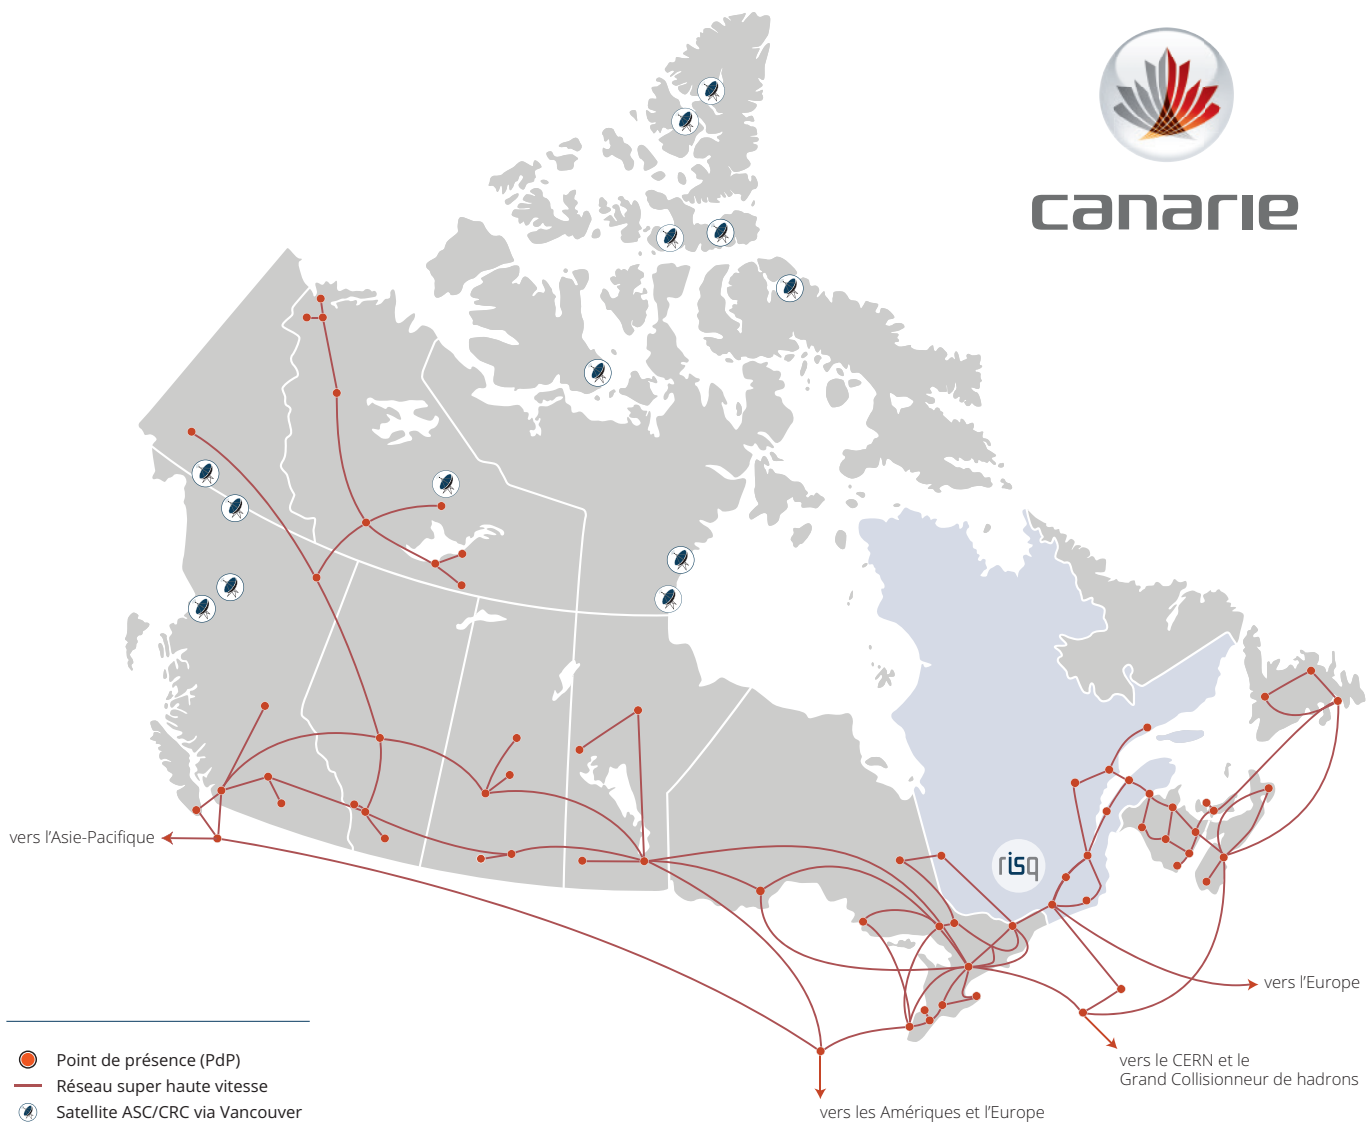 canarie
vers l’Asie-Pacifique
risq
vers l’Europe
vers le CERN et le
Grand Collisionneur de hadrons
vers les Amériques et l’Europe
Point de présence (PdP)
Réseau super haute vitesse
Satellite ASC/CRC via Vancouver